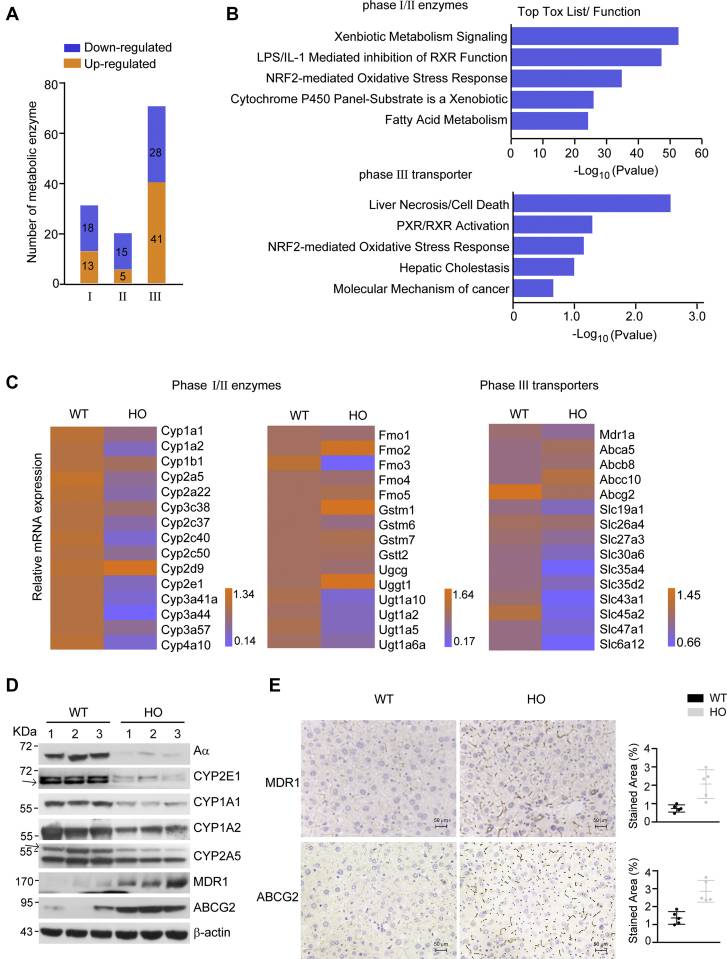 A
Down-regulated
Up-regulated
Number of metabolic enzyme
80
60
40
20
0
18
13
15
5
28
41
I II III
B
phase I/II enzymes
Top Tox List/ Function
Xenbiotic Metabolism Signaling
LPS/IL-1 Mediated inhibition of RXR Function
NRF2-mediated Oxidative Stress Response
Cytochrome P450 Panel-Substrate is a Xenobiotic
Fatty Acid Metabolism
0 10 20 30 40 50 60
-Log10 (Pvalue)
phase III transporter
Liver Necrosis/Cell Death
PXR/RXR Activation
NRF2-mediated Oxidative Stress Response
Hepatic Cholestasis
Molecular Mechanism of cancer
0 1.0 2.0 3.0
-Log10 (Pvalue)
C
Phase I/II enzymes
Phase III transporters
Relative mRNA expression
WT HO
Cyp1a1
Cyp1a2
Cyp1b1
Cyp2a5
Cyp2a22
Cyp3c38
Cyp2c37
Cyp2c40
Cyp2c50
Cyp2d9
Cyp2e1
Cyp3a41a
Cyp3a44
Cyp3a57
Cyp4a10
1.34
0.14
WT HO
Fmo1
Fmo2
Fmo3
Fmo4
Fmo5
Gstm1
Gstm6
Gstm7
Gstt2
Ugcg
Uggt1
Ugt1a10
Ugt1a2
Ugt1a5
Ugt1a6a
1.64
0.17
WT HO
Mdr1a
Abca5
Abcb8
Abcc10
Abcg2
Slc19a1
Slc26a4
Slc27a3
Slc30a6
Slc35a4
Slc35d2
Slc43a1
Slc45a2
Slc47a1
Slc6a12
1.45
0.66
D
WT HO
KDa 1 2 3 1 2 3
72
Aα
72
CYP2E1
55
CYP1A1
55
CYP1A2
55
CYP2A5
170
MDR1
95
ABCG2
43
β-actin
E
WT HO
WT
HO
MDR1
50 μm
50 μm
Stained Area (%)
4
3
2
1
0
ABCG2
50 μm
50 μm
Stained Area (%)
4
3
2
1
0